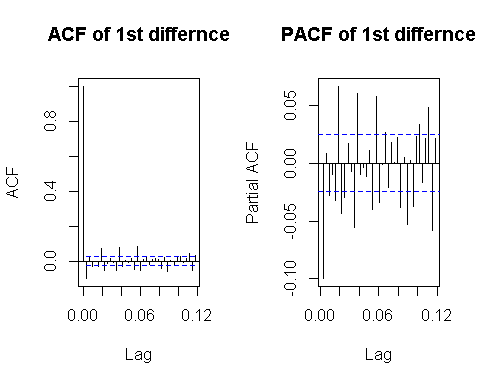 ACF of 1st differnce
ACF
0.0
0.4
0.8
0.00
0.06
0.12
Lag
PACF of 1st differnce
Partial ACF
-0.10
-0.05
0.00
0.05
0.00
0.06
0.12
Lag